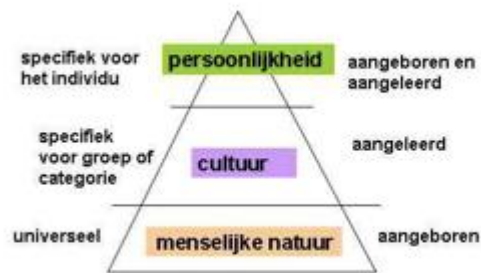 specifiek voor
het individu
persoonlijkheid
aangeboren en
aangeleerd
specifiek
voor groep of
categorie
cultuur
aangeleerd
universeel
menselijke natuur
aangeboren